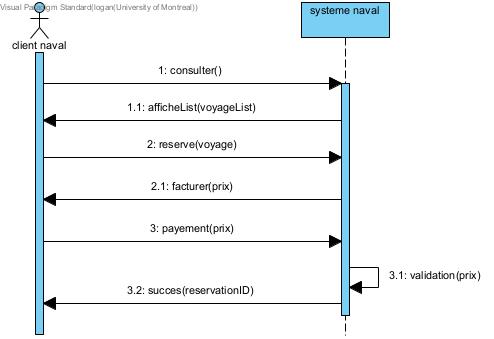 Visual Paradigm Standard(logan(University of Montreal))
systeme naval
client naval
1: consulter()
1.1: afficheList(voyageList)
2: reserve(voyage)
2.1: facturer(prix)
3: payement(prix)
3.1: validation(prix)
3.2: succes(reservationID)